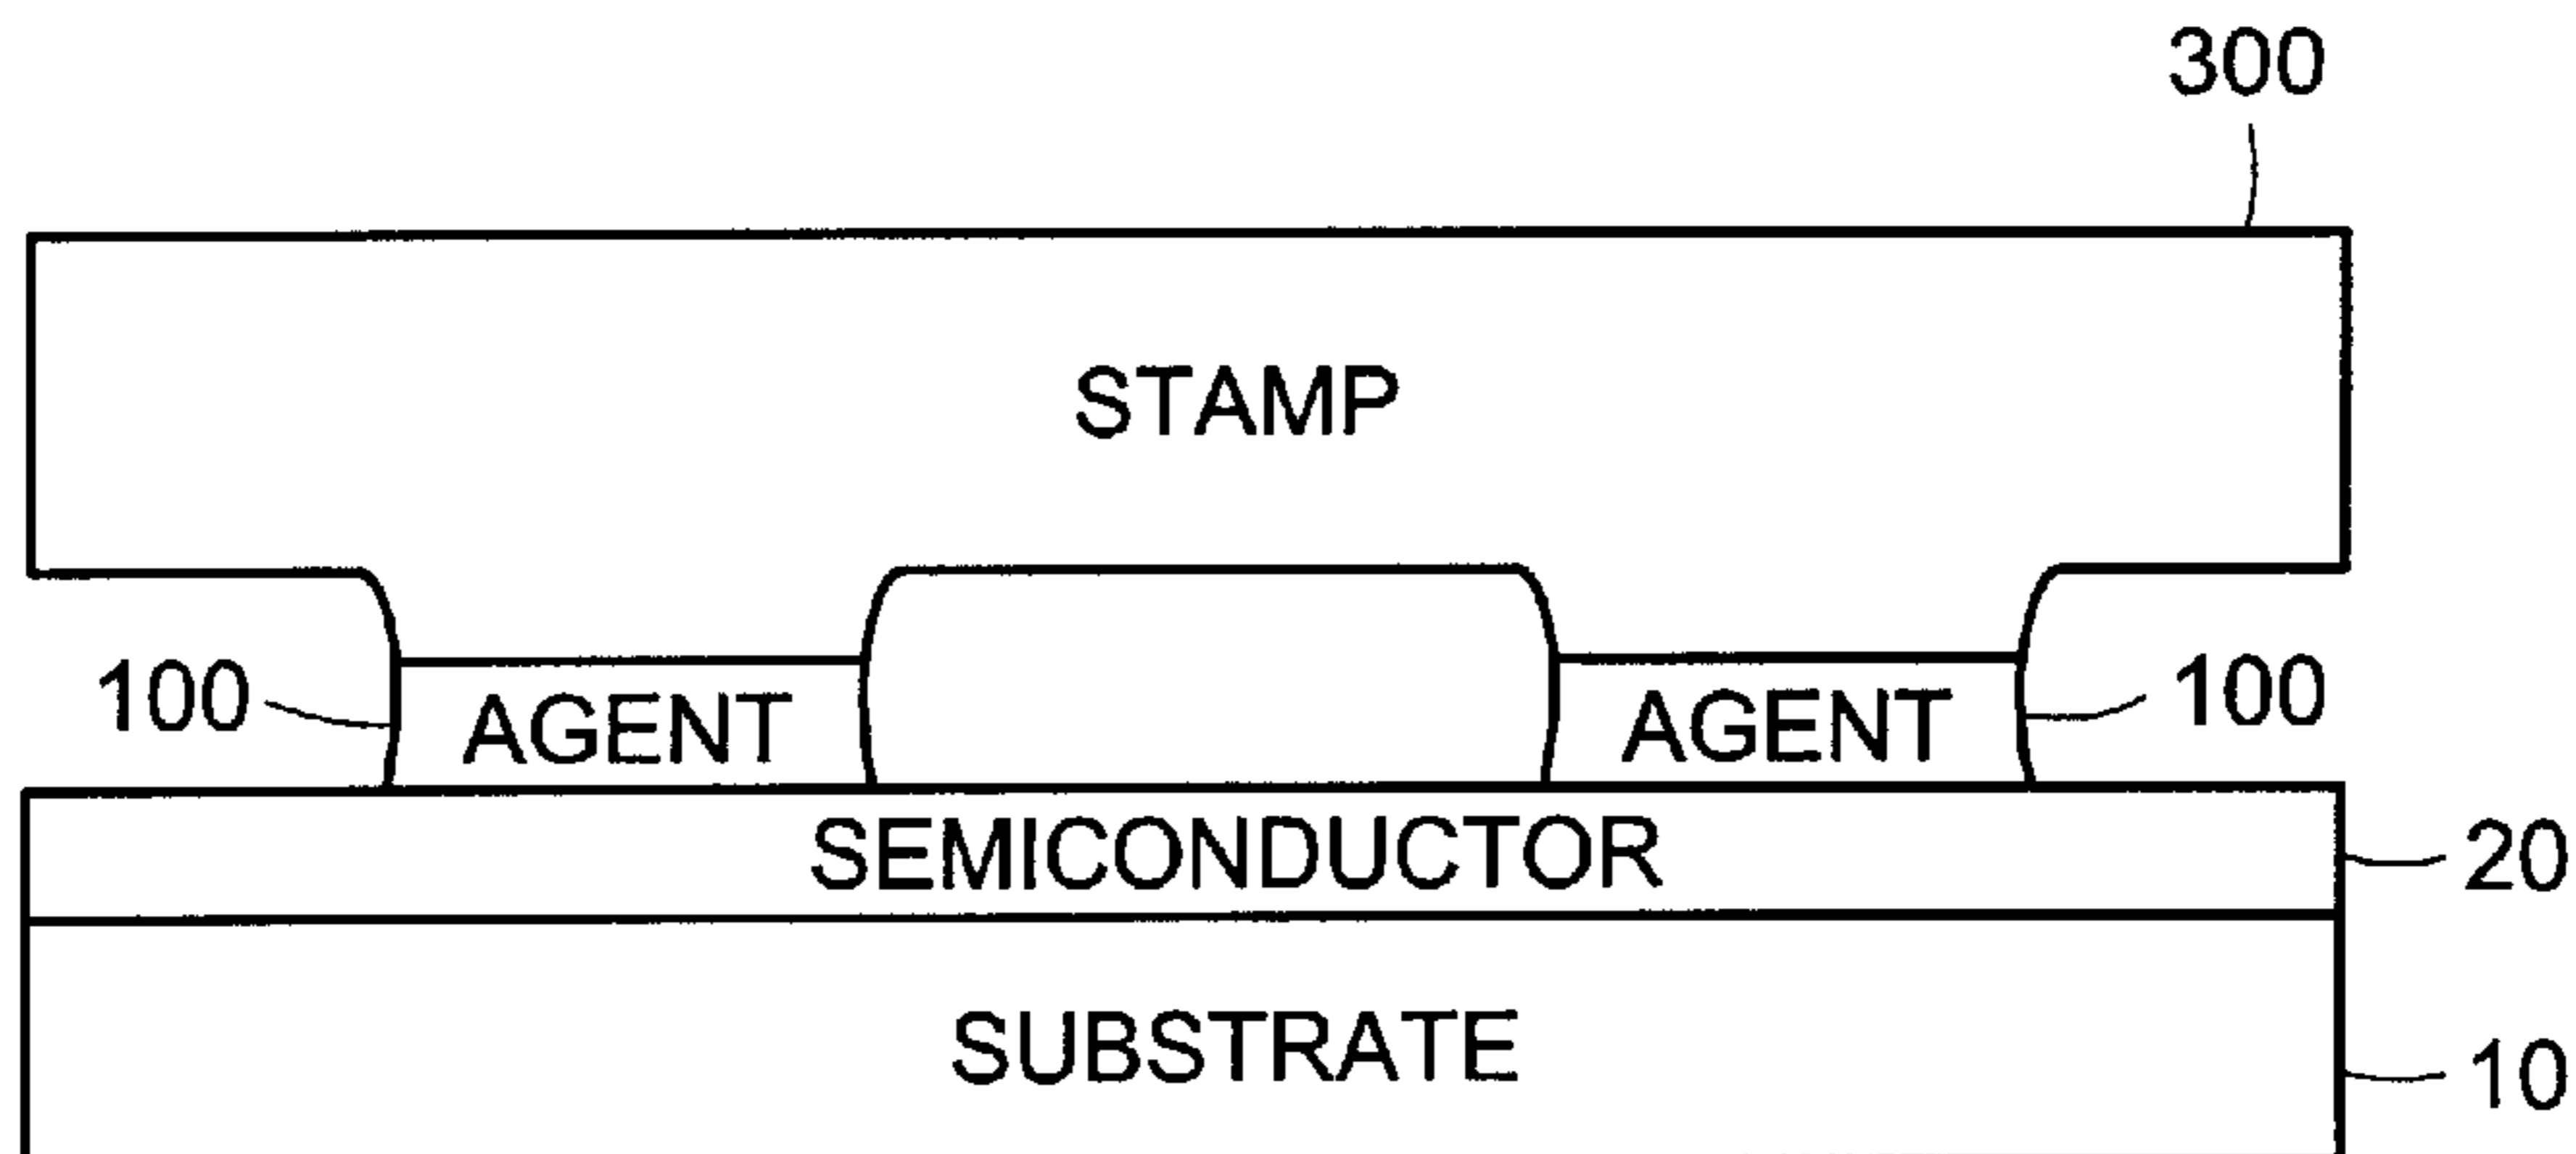 300
STAMP
100 AGENT AGENT 100
SEMICONDUCTOR 20
SUBSTRATE 10